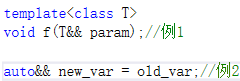 template<class T>
void f(T&& param);//例1
auto&& new_var = old_var;//例2